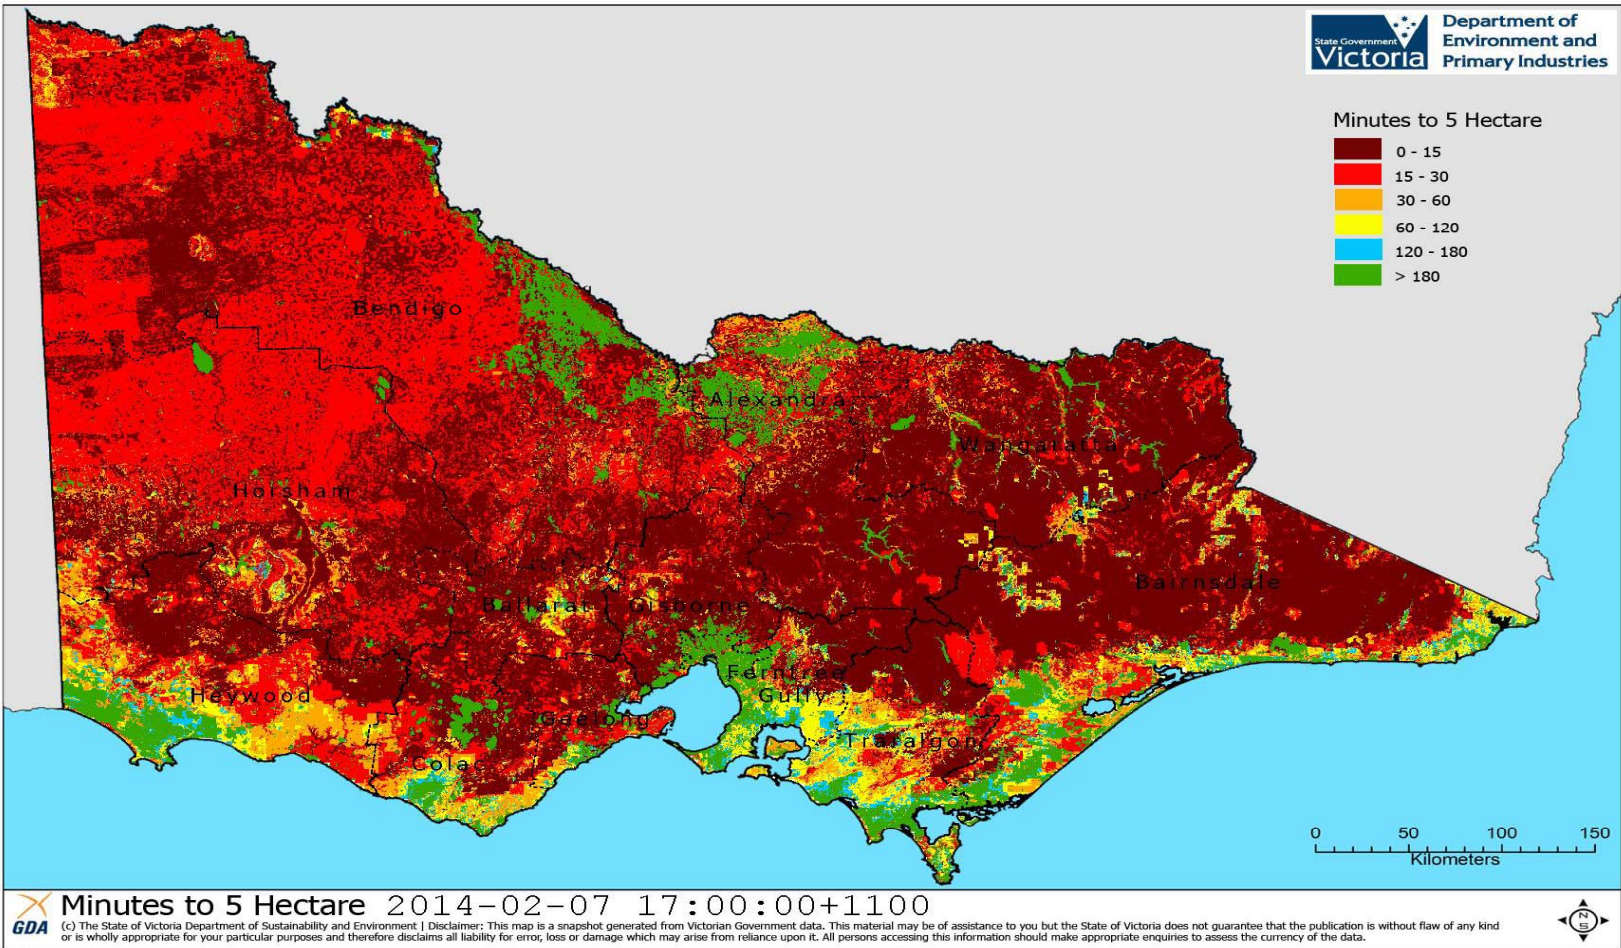 State Government
Victoria
Department of
Environment and
Primary Industries
Minutes to 5 Hectare
0 - 15
15 - 30
30 - 60
60 - 120
120 - 180
> 180
Bendigo
Alexandra
Wangaratta
Horsham
Bairnsdale
Ballarat
Gisborne
Ferntree
Gully
Heywood
Geelong
Traralgon
Colac
0 50 100 150
Kilometers
GDA
Minutes to 5 Hectare 2014-02-07 17:00:00+1100
(c) The State of Victoria Department of Sustainability and Environment | Disclaimer: This map is a snapshot generated from Victorian Government data. This material may be of assistance to you but the State of Victoria does not guarantee that the publication is without flaw of any kind
or is wholly appropriate for your particular purposes and therefore disclaims all liability for error, loss or damage which may arise from reliance upon it. All persons accessing this information should make appropriate enquiries to assess the currency of the data.
N
S